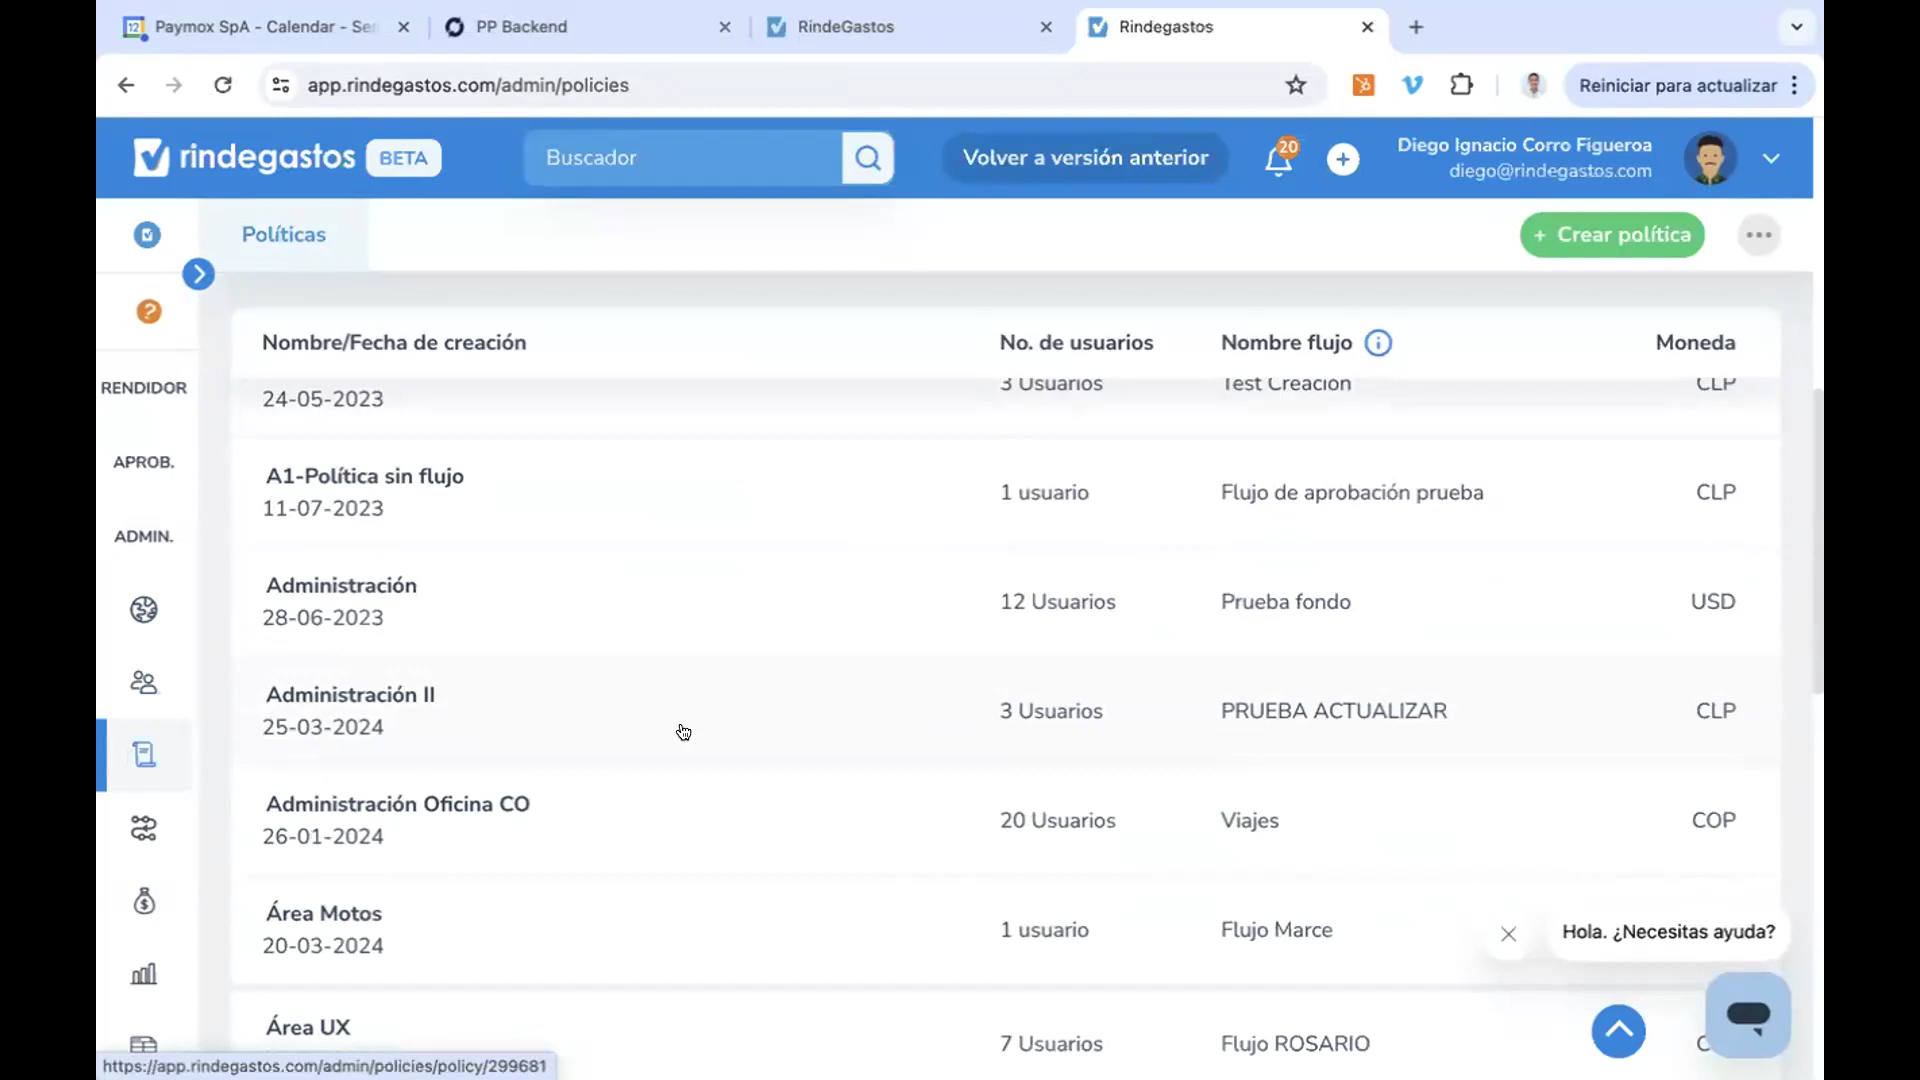 Paymox SpA - Calendar - Se
PP Backend
RindeGastos
Rindegastos
app.rindegastos.com/admin/policies
Reiniciar para actualizar
rindegastos
BETA
Buscador
Volver a versión anterior
20
Diego Ignacio Corro Figueroa
diego@rindegastos.com
Políticas
+ Crear política
RENDIDOR
APROB.
ADMIN.
Nombre/Fecha de creación
No. de usuarios
Nombre flujo
Moneda
24-05-2023
3 Usuarios
Test Creacion
CLP
A1-Política sin flujo
11-07-2023
1 usuario
Flujo de aprobación prueba
CLP
Administración
28-06-2023
12 Usuarios
Prueba fondo
USD
Administración II
25-03-2024
3 Usuarios
PRUEBA ACTUALIZAR
CLP
Administración Oficina CO
26-01-2024
20 Usuarios
Viajes
COP
Área Motos
20-03-2024
1 usuario
Flujo Marce
Hola. ¿Necesitas ayuda?
Área UX
7 Usuarios
Flujo ROSARIO
https://app.rindegastos.com/admin/policies/policy/299681